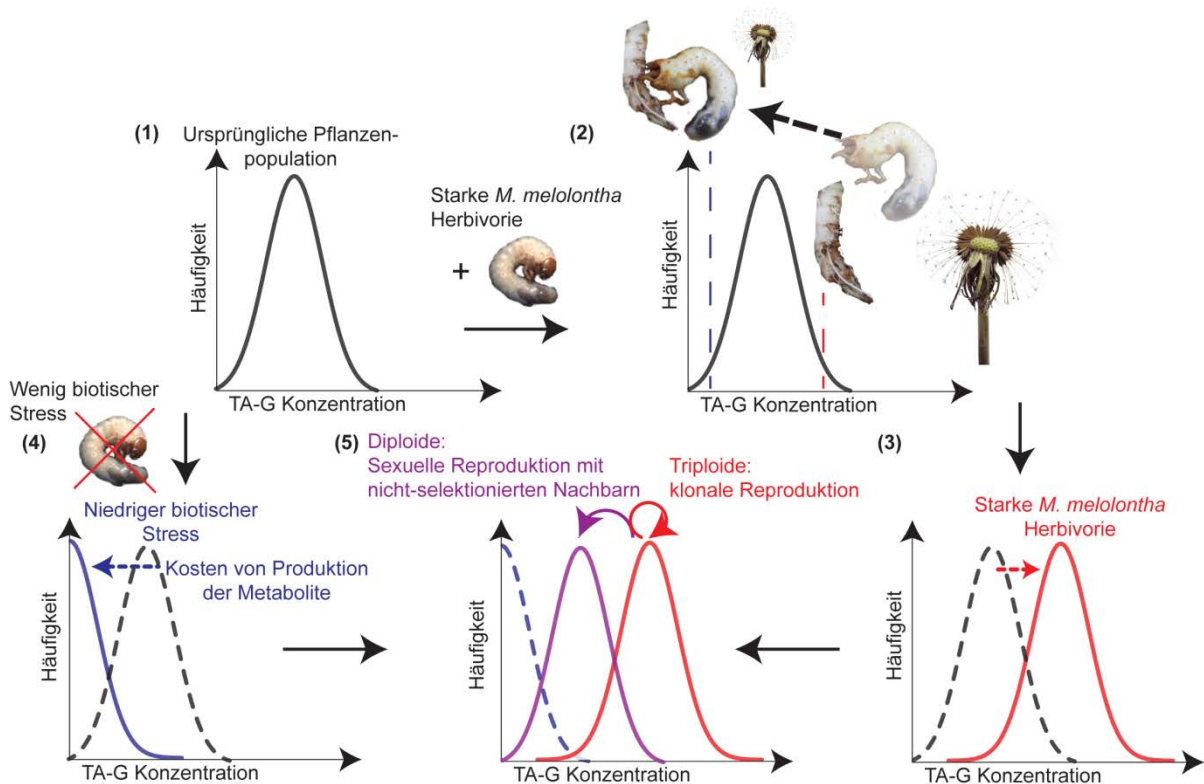 (1)
Ursprüngliche Pflanzen-
population
Häufigkeit
TA-G Konzentration
Starke M. melolontha
Herbivorie
+
(2)
Häufigkeit
TA-G Konzentration
(3)
Starke M. melolontha
Herbivorie
Häufigkeit
TA-G Konzentration
Wenig biotischer
Stress
(4)
Niedriger biotischer
Stress
Kosten von Produktion
der Metabolite
Häufigkeit
TA-G Konzentration
(5)
Diploide:
Sexuelle Reproduktion mit
nicht-selektionierten Nachbarn
Triploide:
klonale Reproduktion
Häufigkeit
TA-G Konzentration